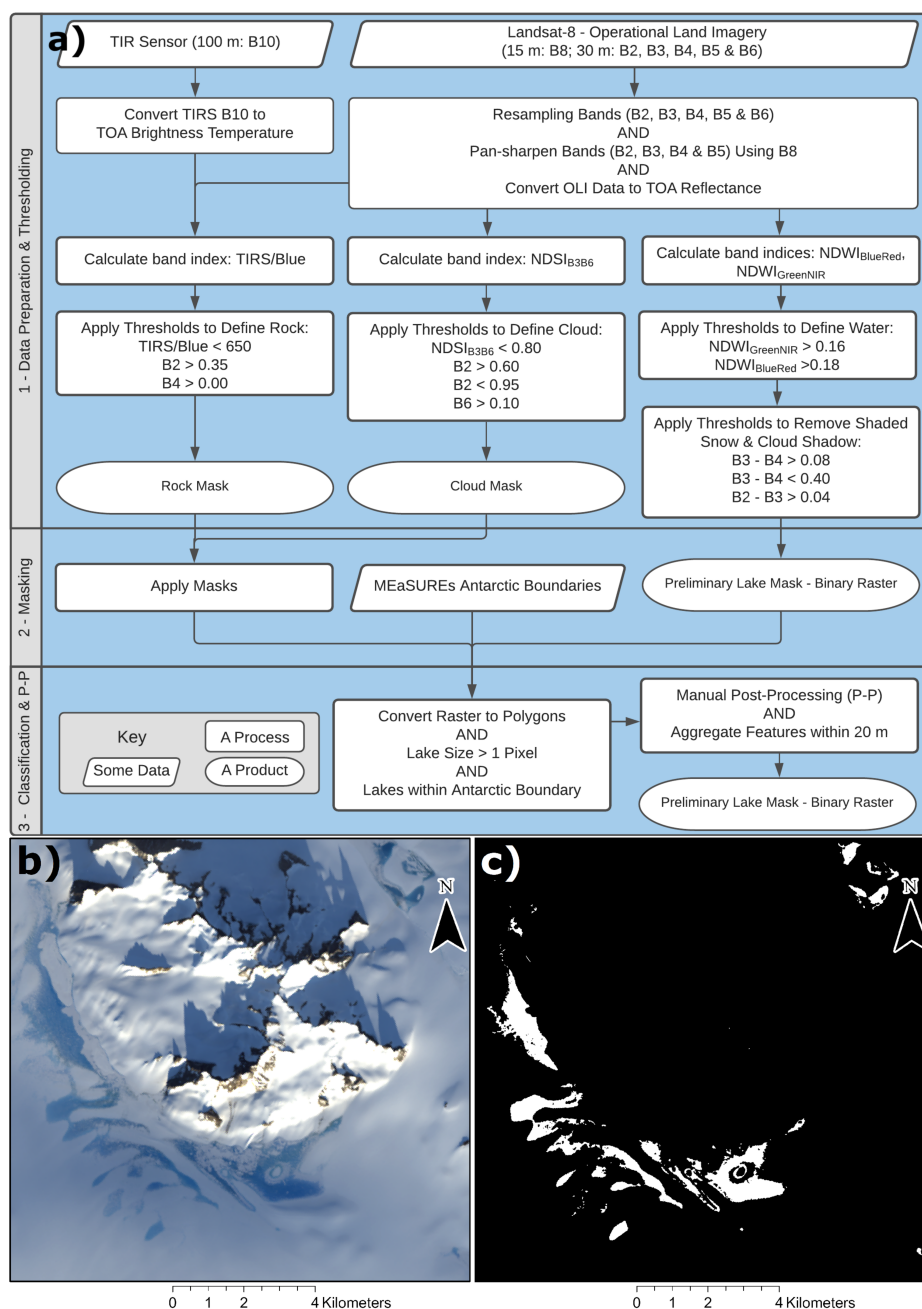 a)
TIR Sensor (100 m: B10)
Landsat-8 - Operational Land Imagery
(15 m: B8; 30 m: B2, B3, B4, B5 & B6)
1 - Data Preparation & Thresholding
Convert TIRS B10 to
TOA Brightness Temperature
Resampling Bands (B2, B3, B4, B5 & B6)
AND
Pan-sharpen Bands (B2, B3, B4 & B5) Using B8
AND
Convert OLI Data to TOA Reflectance
Calculate band index: TIRS/Blue
Calculate band index: NDSI_B3B6
Calculate band indices: NDWI_BlueRed,
NDWI_GreenNIR
Apply Thresholds to Define Rock:
TIRS/Blue < 650
B2 > 0.35
B4 > 0.00
Apply Thresholds to Define Cloud:
NDSI_B3B6 < 0.80
B2 > 0.60
B2 < 0.95
B6 > 0.10
Apply Thresholds to Define Water:
NDWI_GreenNIR > 0.16
NDWI_BlueRed >0.18
Apply Thresholds to Remove Shaded
Snow & Cloud Shadow:
B3 - B4 > 0.08
B3 - B4 < 0.40
B2 - B3 > 0.04
Rock Mask
Cloud Mask
2 - Masking
Apply Masks
MEaSUREs Antarctic Boundaries
Preliminary Lake Mask - Binary Raster
3 - Classification & P-P
Key
A Process
Some Data
A Product
Convert Raster to Polygons
AND
Lake Size > 1 Pixel
AND
Lakes within Antarctic Boundary
Manual Post-Processing (P-P)
AND
Aggregate Features within 20 m
Preliminary Lake Mask - Binary Raster
b)
N
0 1 2 4 Kilometers
c)
N
0 1 2 4 Kilometers